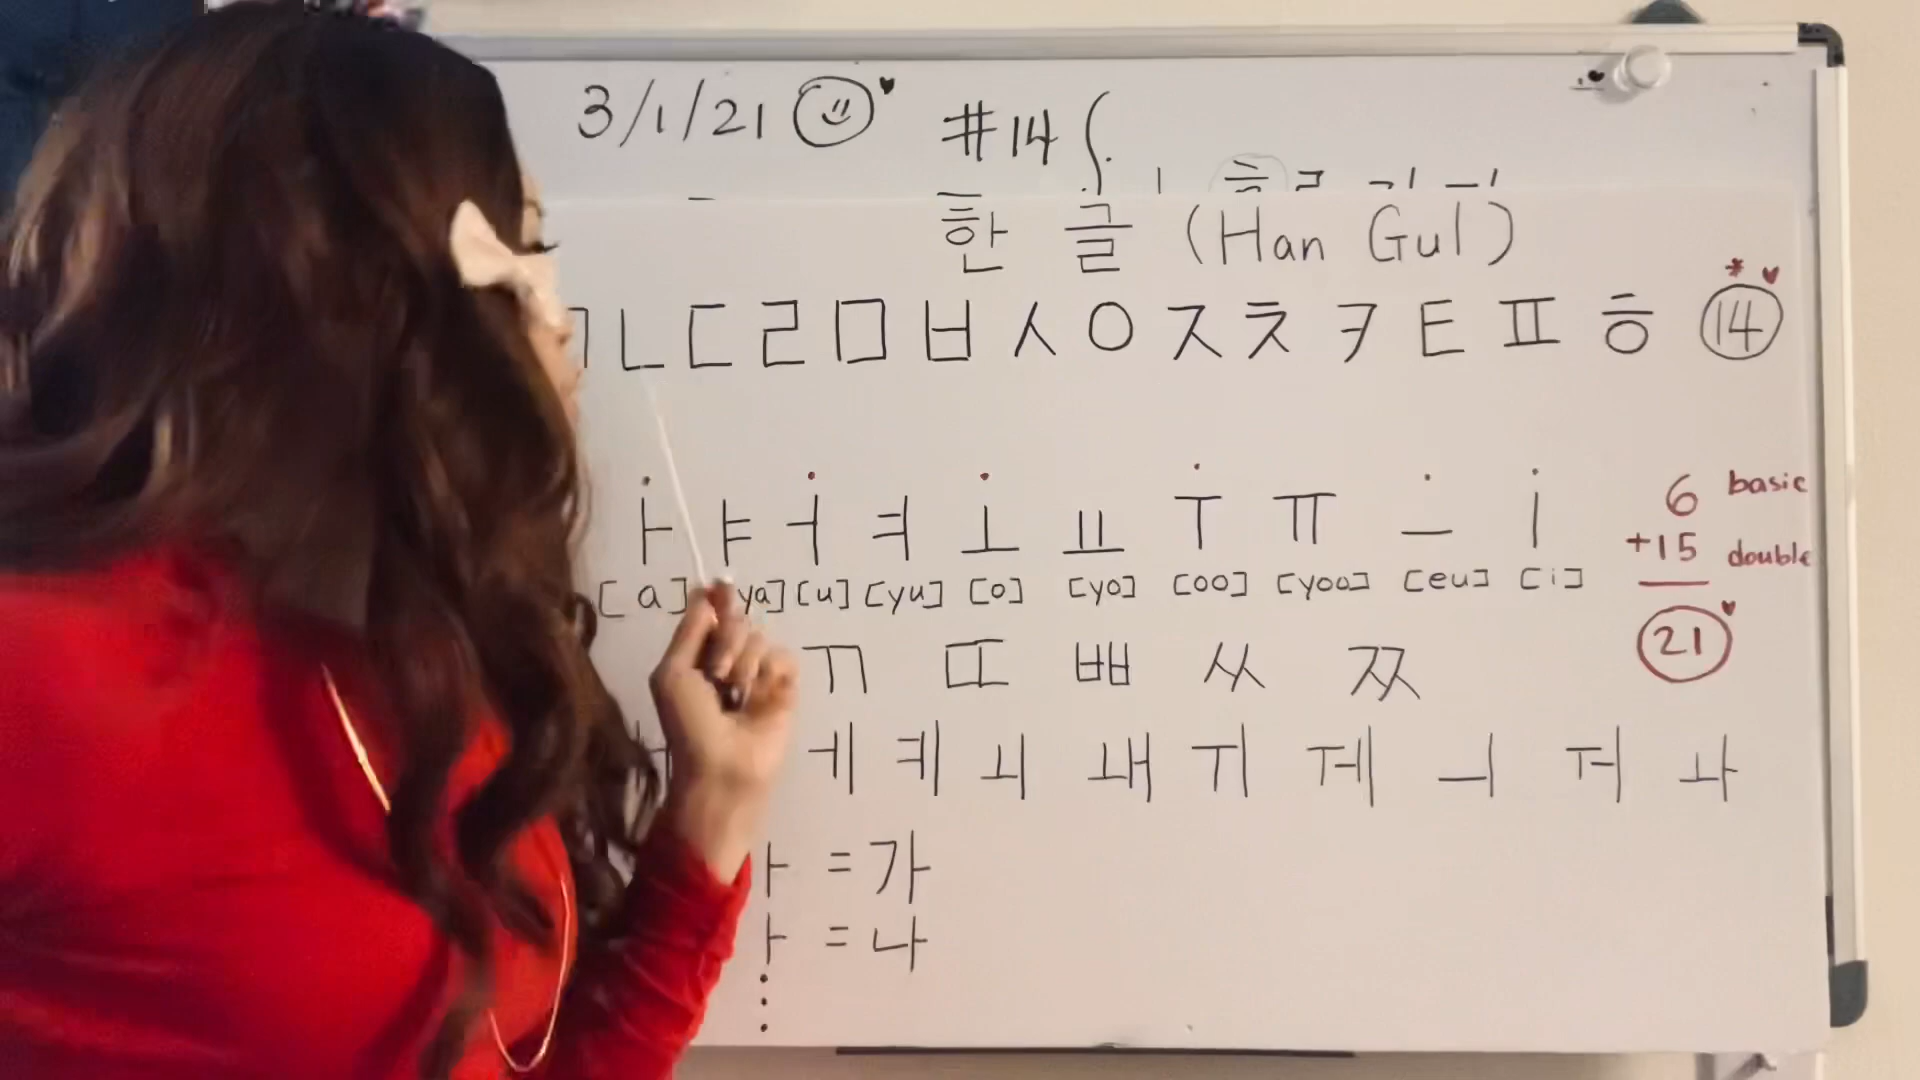 3/1/21 #14
한글 (Han Gul)
ㄱ ㄴ ㄷ ㄹ ㅁ ㅂ ㅅ ㅇ ㅈ ㅊ ㅋ ㅌ ㅍ ㅎ 14
ㅏ ㅑ ㅓ ㅕ ㅗ ㅛ ㅜ ㅠ ㅡ ㅣ
[a] ya] [u] [yu] [o] [yo] [oo] [yoo] [eu] [i]
6 basic
+15 double
21
ㄲ ㄸ ㅃ ㅆ ㅉ
ㅔ ㅖ ㅚ ㅙ ㅟ ㅞ ㅢ ㅝ ㅘ
ㅏ = 가
ㅏ = 나